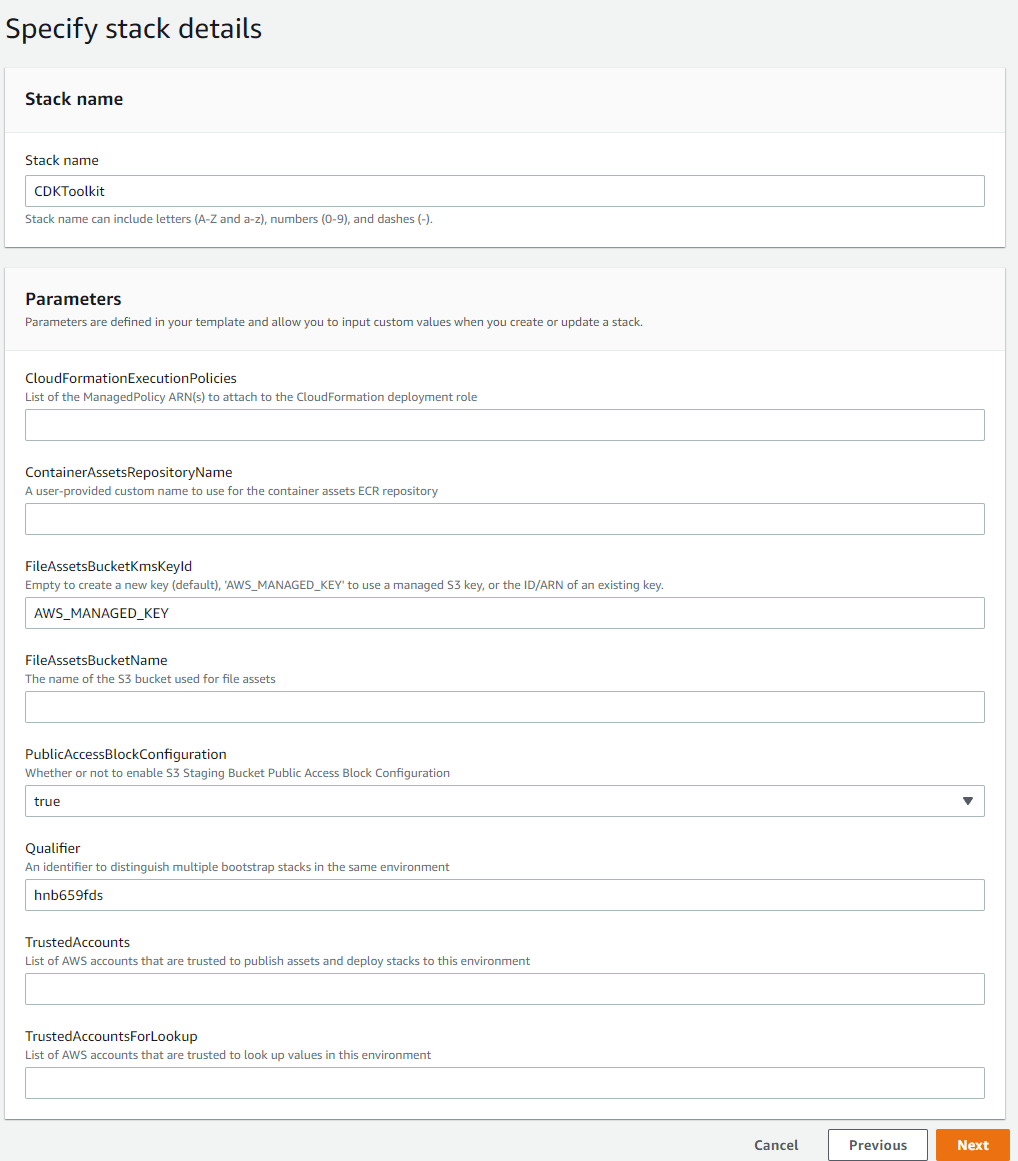 Specify stack details
Stack name
Stack name
CDKToolkit
Stack name can include letters (A-Z and a-z), numbers (0-9), and dashes (-).
Parameters
Parameters are defined in your template and allow you to input custom values when you create or update a stack.
CloudFormationExecutionPolicies
List of the ManagedPolicy ARN(s) to attach to the CloudFormation deployment role
ContainerAssetsRepositoryName
A user-provided custom name to use for the container assets ECR repository
FileAssetsBucketKmsKeyId
Empty to create a new key (default), 'AWS_MANAGED_KEY' to use a managed S3 key, or the ID/ARN of an existing key.
AWS_MANAGED_KEY
FileAssetsBucketName
The name of the S3 bucket used for file assets
PublicAccessBlockConfiguration
Whether or not to enable S3 Staging Bucket Public Access Block Configuration
true
Qualifier
An identifier to distinguish multiple bootstrap stacks in the same environment
hnb659fds
TrustedAccounts
List of AWS accounts that are trusted to publish assets and deploy stacks to this environment
TrustedAccountsForLookup
List of AWS accounts that are trusted to look up values in this environment
Cancel Previous Next